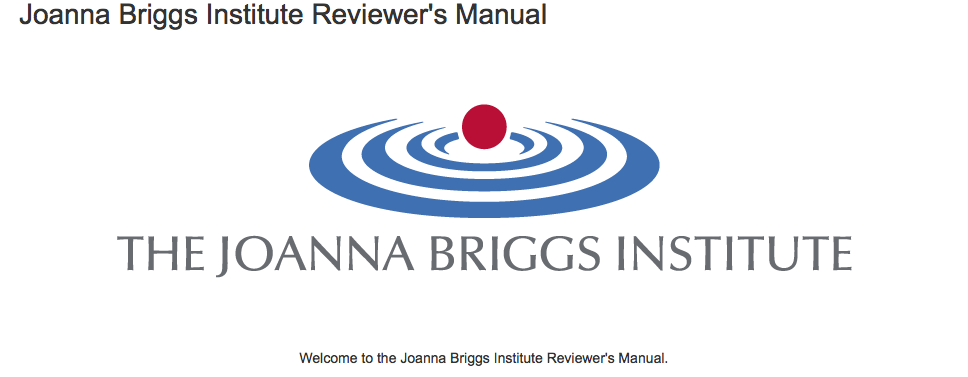 Joanna Briggs Institute Reviewer's Manual
THE JOANNA BRIGGS INSTITUTE
Welcome to the Joanna Briggs Institute Reviewer's Manual.